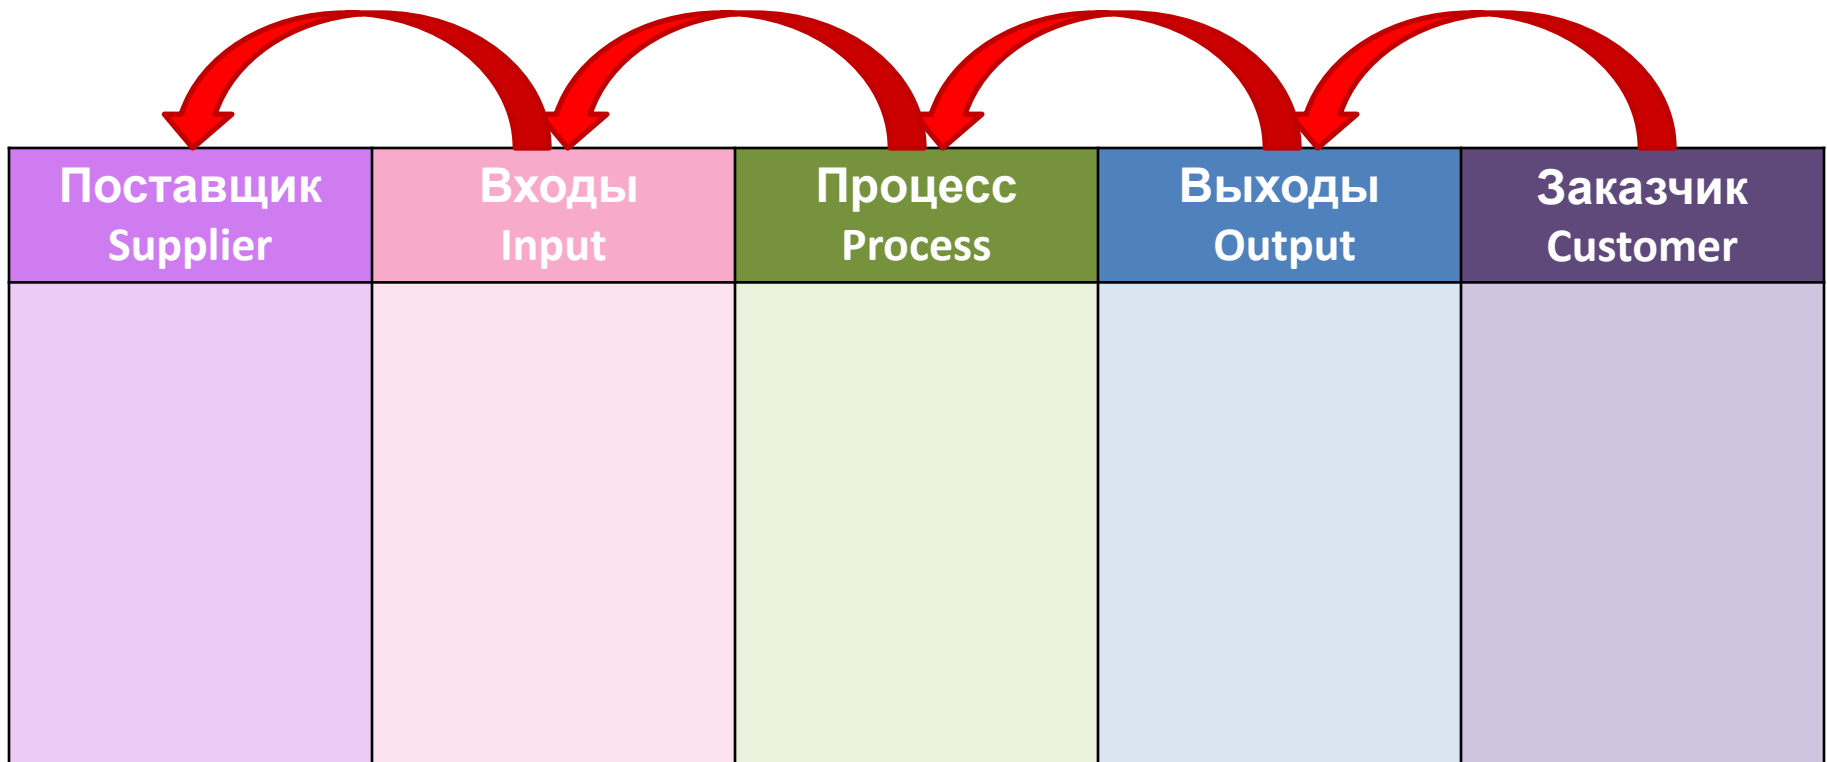 Поставщик
Supplier
Входы
Input
Процесс
Process
Выходы
Output
Заказчик
Customer